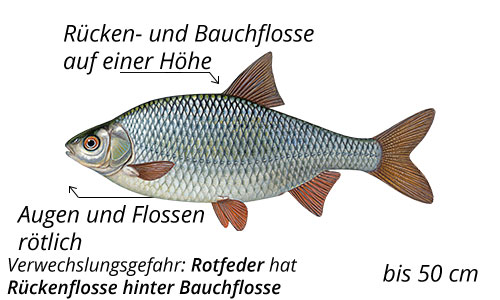 Rücken- und Bauchflosse
auf einer Höhe
Augen und Flossen
rötlich
Verwechslungsgefahr: Rotfeder hat
Rückenflosse hinter Bauchflosse
bis 50 cm